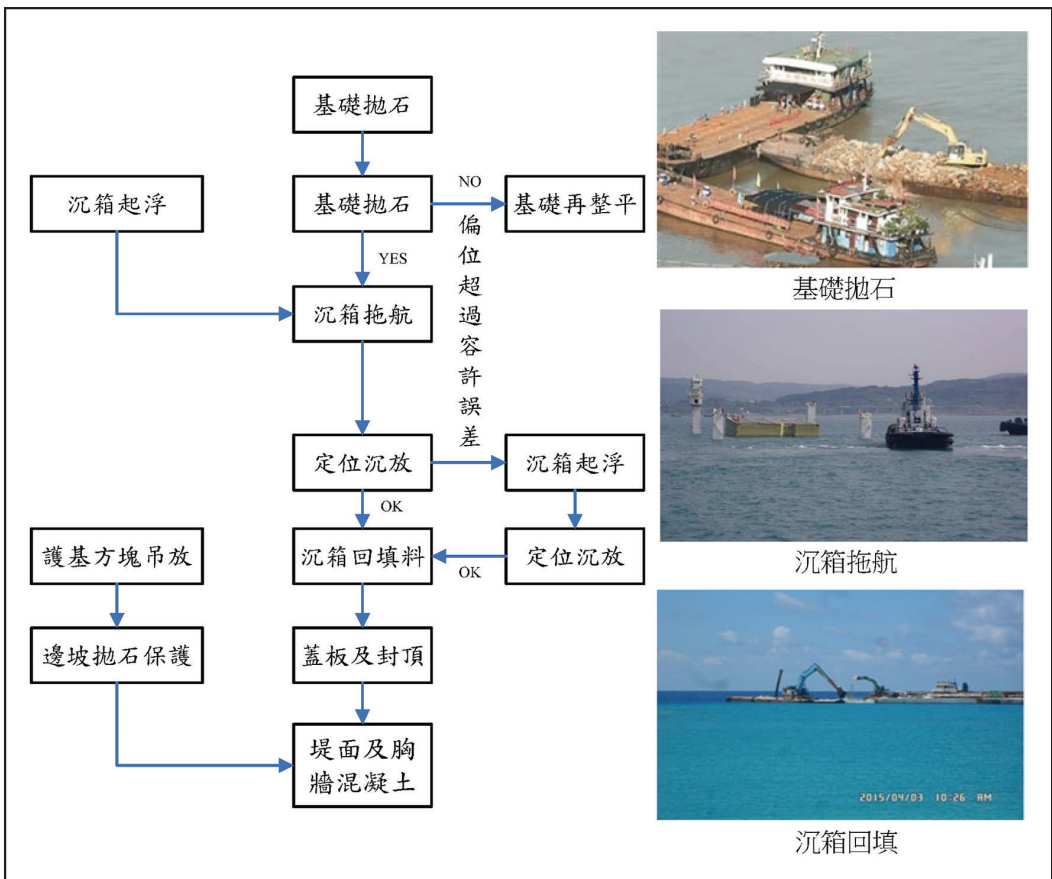 基礎拋石
沉箱起浮
基礎拋石
NO
基礎再整平
YES
偏位超過容許誤差
沉箱拖航
定位沉放
沉箱起浮
OK
護基方塊吊放
沉箱回填料
OK
定位沉放
邊坡拋石保護
蓋板及封頂
堤面及胸
牆混凝土
基礎拋石
沉箱拖航
2015/04/03 10:26 AM
沉箱回填